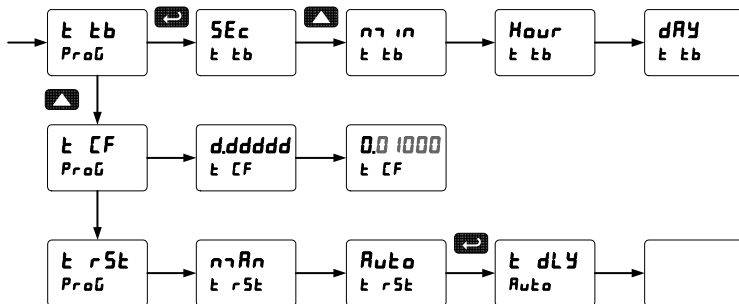 t tb
ProG
SEc
t tb
min
t tb
Hour
t tb
dAY
t tb
t CF
ProG
d.ddddd
t CF
0.01000
t CF
t rSt
ProG
mAn
t rSt
Auto
t rSt
t dLY
Auto